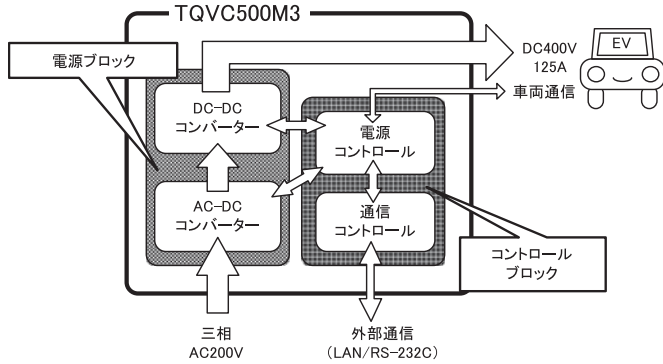 TQVC500M3
電源ブロック
DC-DC
コンバーター
AC-DC
コンバーター
電源
コントロール
通信
コントロール
DC400V
125A
EV
車両通信
コントロール
ブロック
三相
AC200V
外部通信
(LAN/RS-232C)